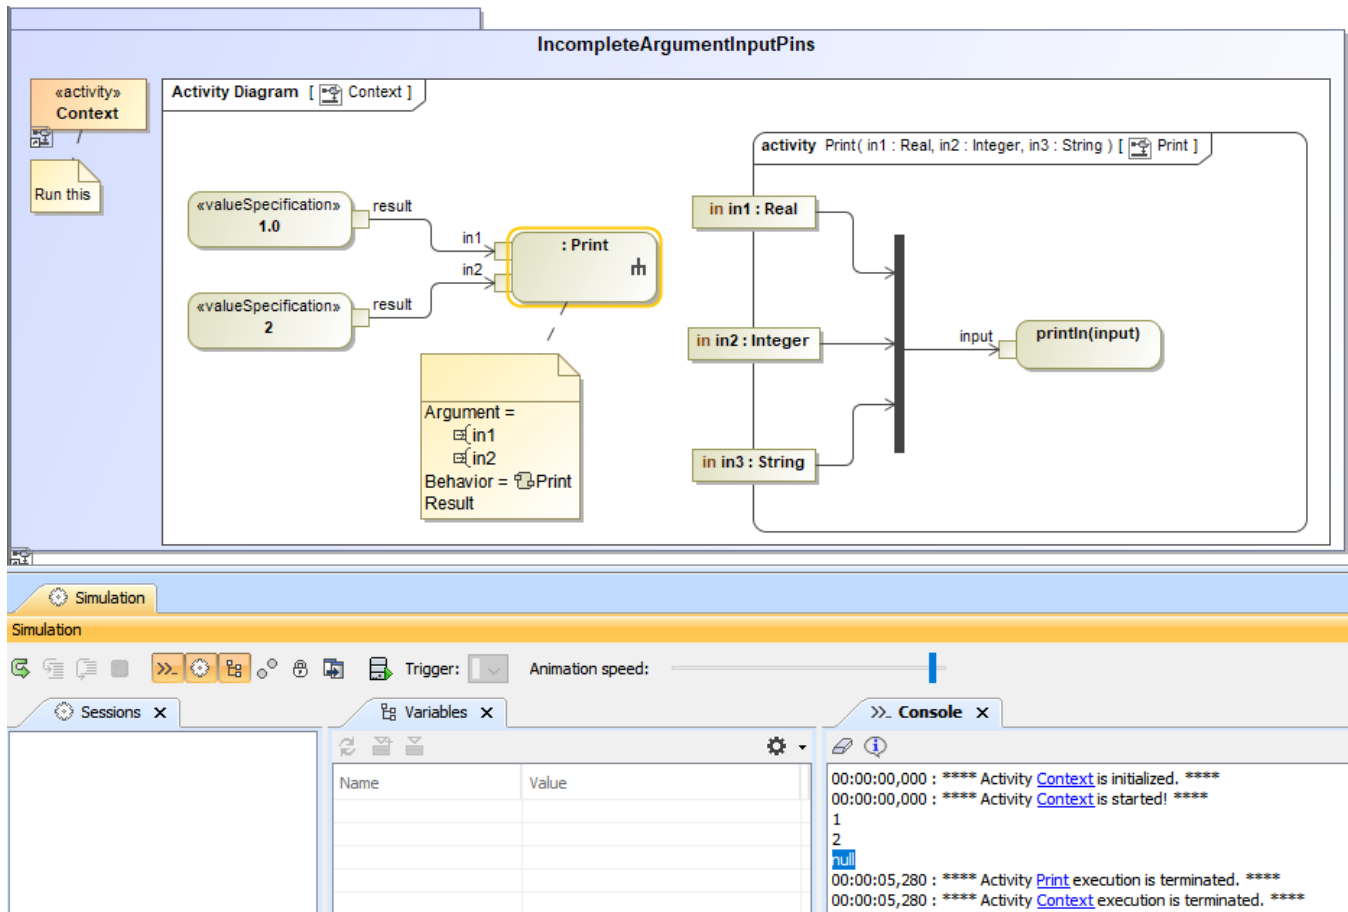 IncompleteArgumentInputPins
«activity»
Context
Run this
Activity Diagram [ Context ]
«valueSpecification»
1.0
result
«valueSpecification»
2
result
in1
in2
: Print
Argument =
in1
in2
Behavior = Print
Result
activity Print( in1 : Real, in2 : Integer, in3 : String ) [ Print ]
in in1 : Real
in in2 : Integer
in in3 : String
input
println(input)
Simulation
Simulation
Trigger:
Animation speed:
Sessions
Variables
Name Value
>>_ Console
00:00:00,000 : **** Activity Context is initialized. ****
00:00:00,000 : **** Activity Context is started! ****
1
2
null
00:00:05,280 : **** Activity Print execution is terminated. ****
00:00:05,280 : **** Activity Context execution is terminated. ****